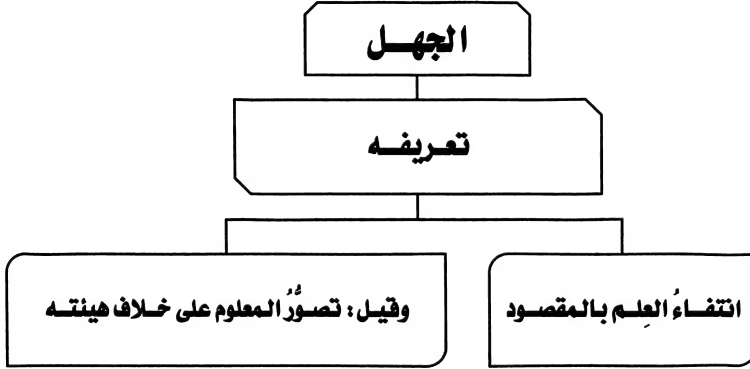 الجهل
تعريفه
انتفاءُ العِلم بالمقصود
وقيل: تصوُّرُ المعلوم على خلاف هيئته